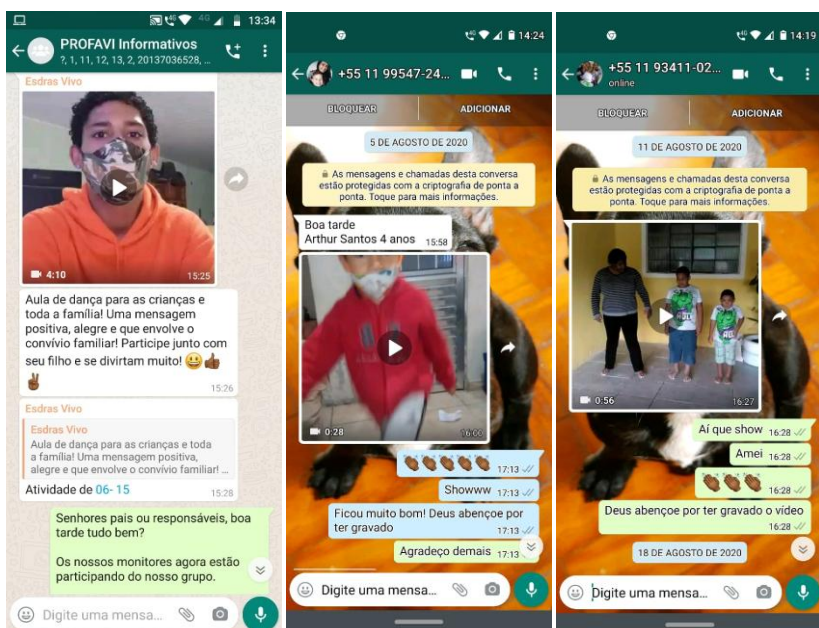 13:34
PROFAVI Informativos
?, 1, 11, 12, 13, 2, 20137036528, ...
Esdras Vivo
4:10
15:25
Aula de dança para as crianças e
toda a família! Uma mensagem
positiva, alegre e que envolve o
convívio familiar! Participe junto com
seu filho e se divirtam muito! 😃👍🏾
✌🏾
15:26
Esdras Vivo
Esdras Vivo
Aula de dança para as crianças e toda
a família! Uma mensagem positiva,
alegre e que envolve o convívio familiar! ...
Atividade de 06- 15
15:28
Senhores pais ou responsáveis, boa
tarde tudo bem?
Os nossos monitores agora estão
participando do nosso grupo.
Digite uma mensa...
14:24
+55 11 99547-24...
BLOQUEAR
ADICIONAR
5 DE AGOSTO DE 2020
As mensagens e chamadas desta conversa
estão protegidas com a criptografia de ponta a
ponta. Toque para mais informações.
Boa tarde
Arthur Santos 4 anos 15:58
0:28
16:00
👏🏾👏🏾👏🏾👏🏾👏🏾 17:13
Showww 17:13
Ficou muito bom! Deus abençoe por
ter gravado
17:13
Agradeço demais 17:13
Digite uma mensa...
14:19
+55 11 93411-02...
online
BLOQUEAR
ADICIONAR
11 DE AGOSTO DE 2020
As mensagens e chamadas desta conversa
estão protegidas com a criptografia de ponta a
ponta. Toque para mais informações.
0:56
16:27
Aí que show 16:28
Amei 16:28
👏🏾👏🏾👏🏾 16:28
Deus abençoe por ter gravado o vídeo
16:28
18 DE AGOSTO DE 2020
Digite uma mensa...